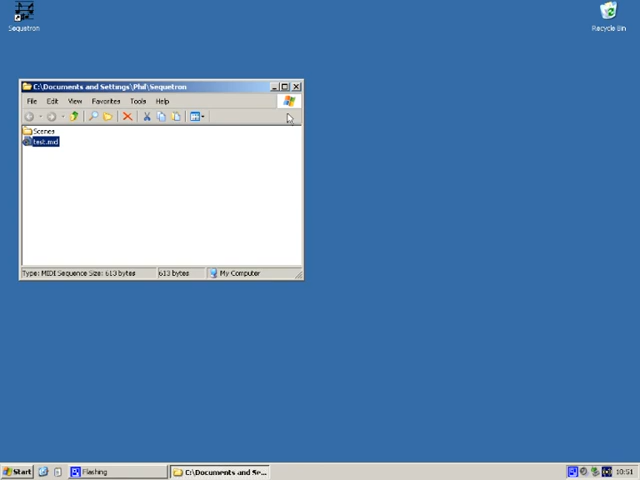 Sequetron
Recycle Bin
C:\Documents and Settings\Phil\Sequetron
File Edit View Favorites Tools Help
Scenes
test.mid
Type: MIDI Sequence Size: 613 bytes 613 bytes My Computer
Start Flashing C:\Documents and Se... 10:51